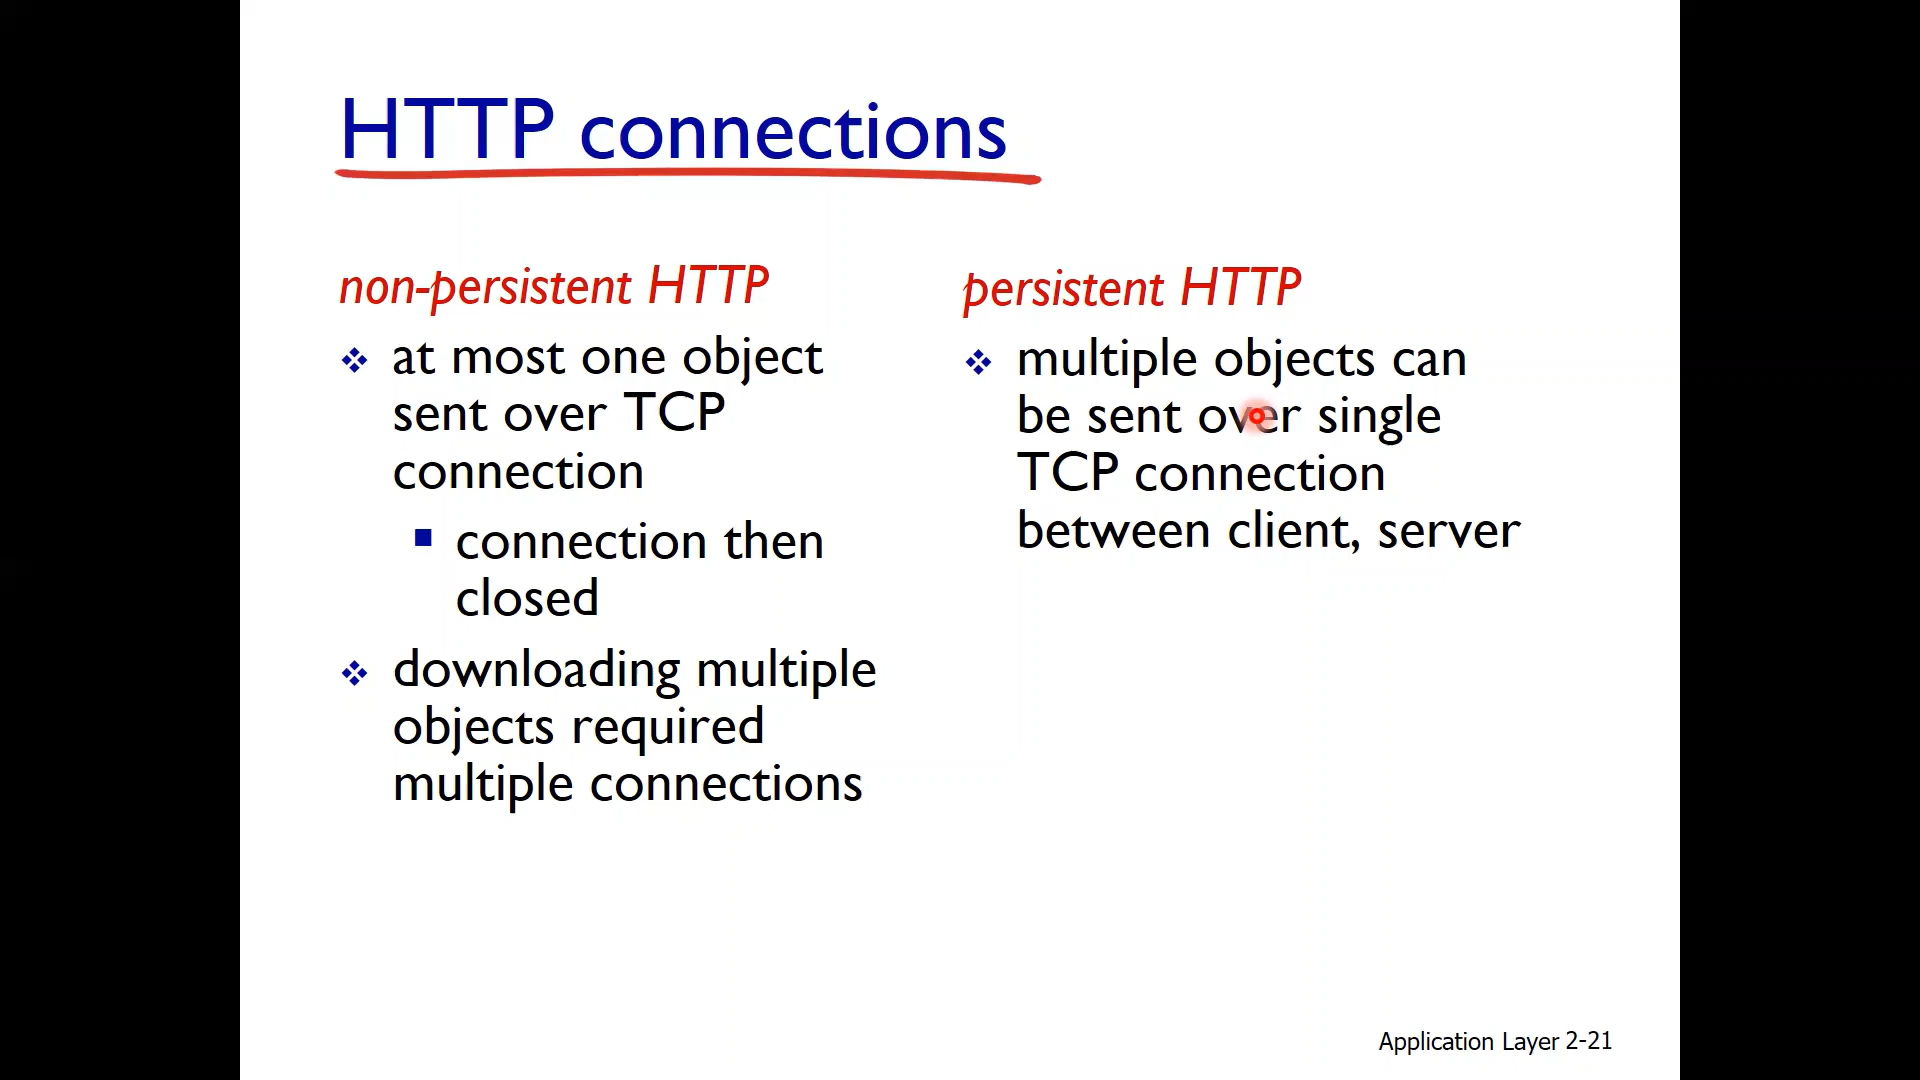 HTTP connections
non-persistent HTTP
at most one object
sent over TCP
connection
connection then
closed
downloading multiple
objects required
multiple connections
persistent HTTP
multiple objects can
be sent over single
TCP connection
between client, server
Application Layer 2-21